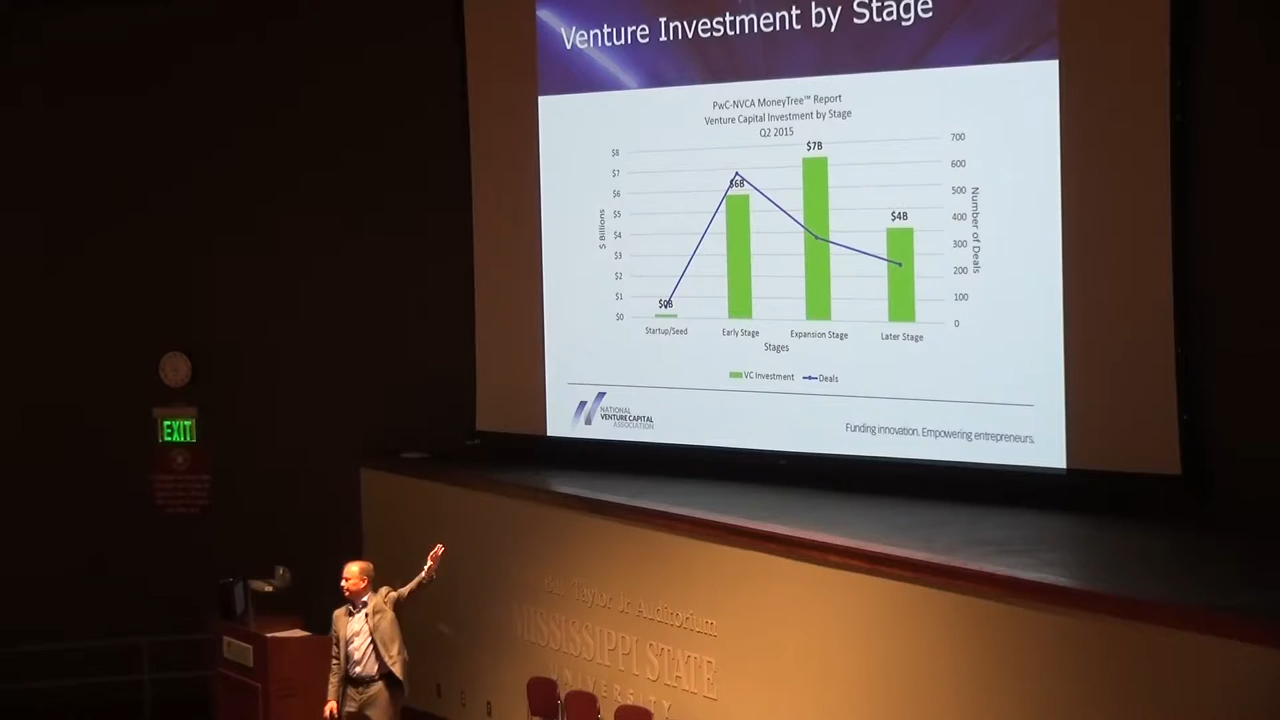 Venture Investment by Stage
PwC-NVCA MoneyTree™ Report
Venture Capital Investment by Stage
Q2 2015
$ Billions
$8
$7
$6
$5
$4
$3
$2
$1
$0
$0B
$6B
$7B
$4B
700
600
500
400
300
200
100
0
Number of Deals
Startup/Seed
Early Stage
Expansion Stage
Later Stage
Stages
VC Investment
Deals
NATIONAL
VENTURE CAPITAL
ASSOCIATION
Funding innovation. Empowering entrepreneurs.
EXIT
Taylor Jr Auditorium
MISSISSIPPI STATE
UNIVERSITY